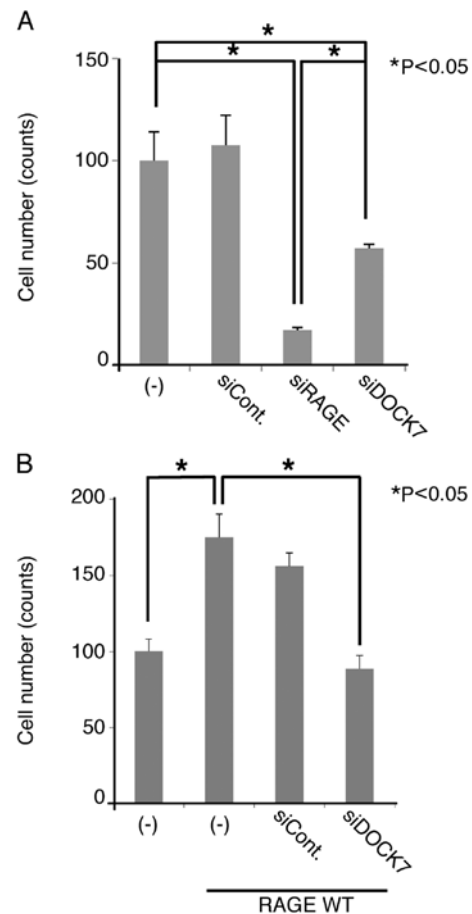 A
* 
* *
*P<0.05
Cell number (counts)
150
100
50
0
(-) siCont. siRAGE siDOCK7
B
* *
*P<0.05
Cell number (counts)
200
150
100
50
0
(-) (-) siCont. siDOCK7
RAGE WT